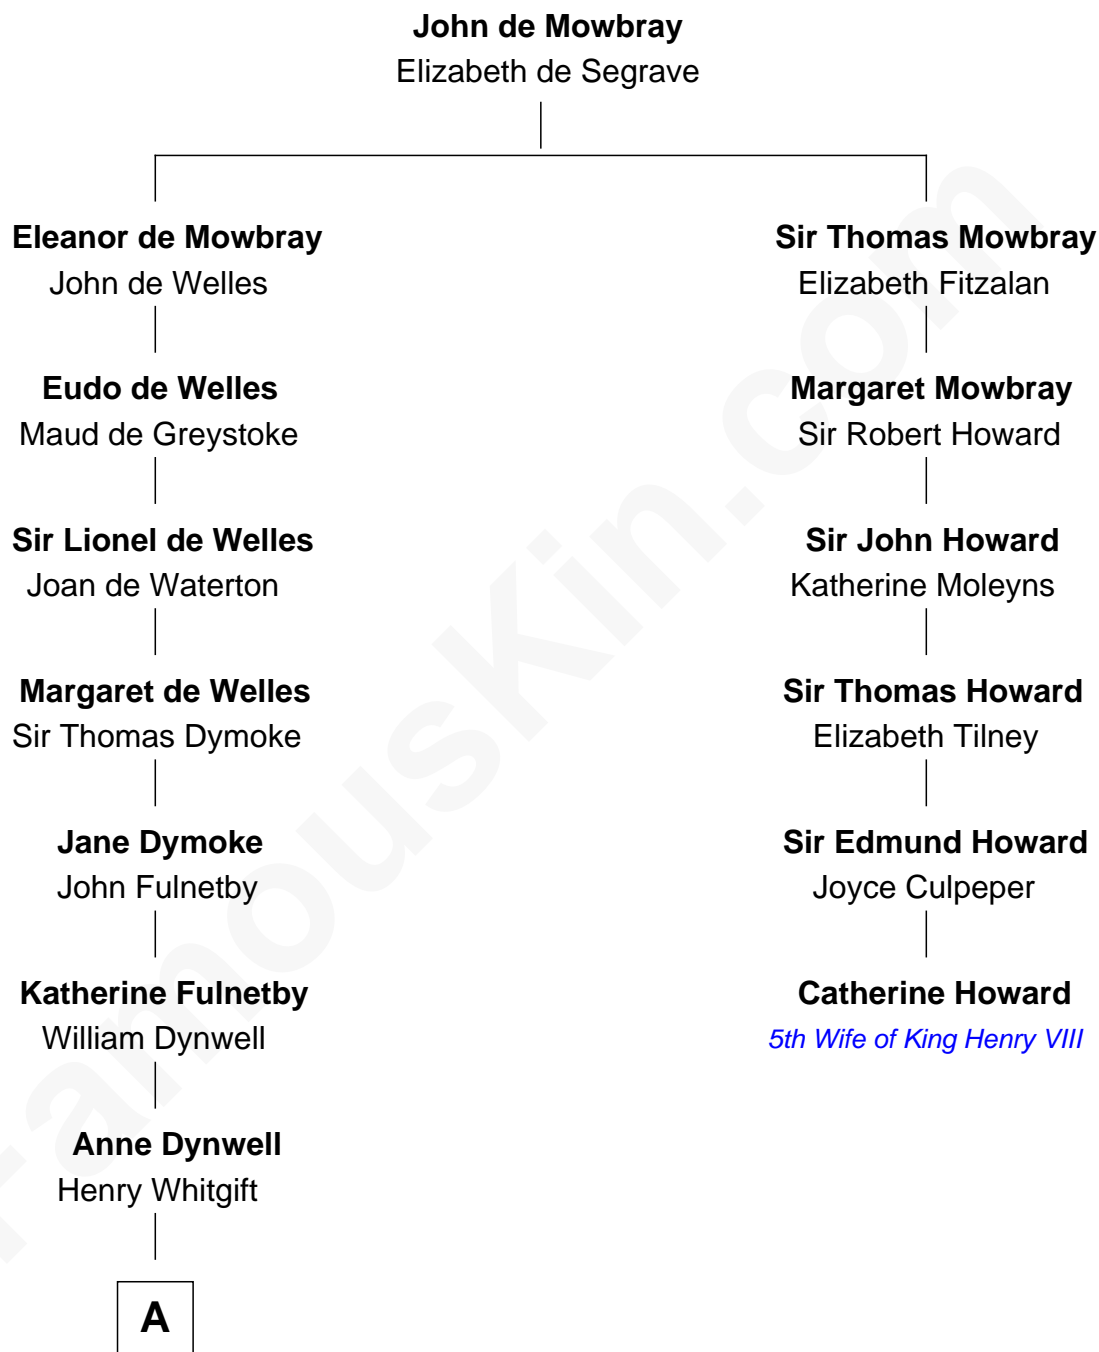 John de Mowbray
Elizabeth de Segrave
Eleanor de Mowbray
John de Welles
Eudo de Welles
Maud de Greystoke
Sir Lionel de Welles
Joan de Waterton
Margaret de Welles
Sir Thomas Dymoke
Jane Dymoke
John Fulnetby
Katherine Fulnetby
William Dynwell
Anne Dynwell
Henry Whitgift
A
Sir Thomas Mowbray
Elizabeth Fitzalan
Margaret Mowbray
Sir Robert Howard
Sir John Howard
Katherine Moleyns
Sir Thomas Howard
Elizabeth Tilney
Sir Edmund Howard
Joyce Culpeper
Catherine Howard
5th Wife of King Henry VIII
FamousKin.com